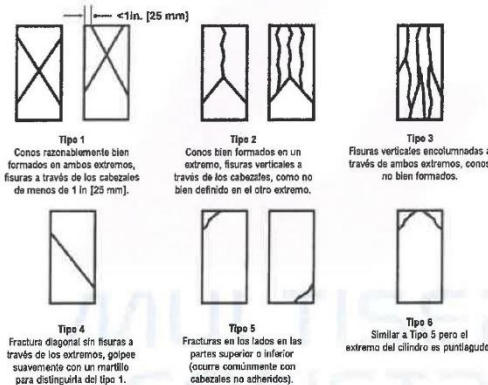 <1in. [25 mm]
Tipo 1
Conos razonablemente bien
formados en ambos extremos,
fisuras a través de los cabezales
de menos de 1 in [25 mm].
Tipo 2
Conos bien formados en un
extremo, fisuras verticales a
través de los cabezales, como no
bien definido en el otro extremo.
Tipo 3
Fisuras verticales encolumnadas a
través de ambos extremos, conos
no bien formados.
Tipo 4
Fractura diagonal sin fisuras a
través de los extremos, golpee
suavemente con un martillo
para distinguirla del tipo 1.
Tipo 5
Fracturas en los lados en las
partes superior o inferior
(ocurre comúnmente con
cabezales no adheridos).
Tipo 6
Similar a Tipo 5 pero el
extremo del cilindro es puntiagudo